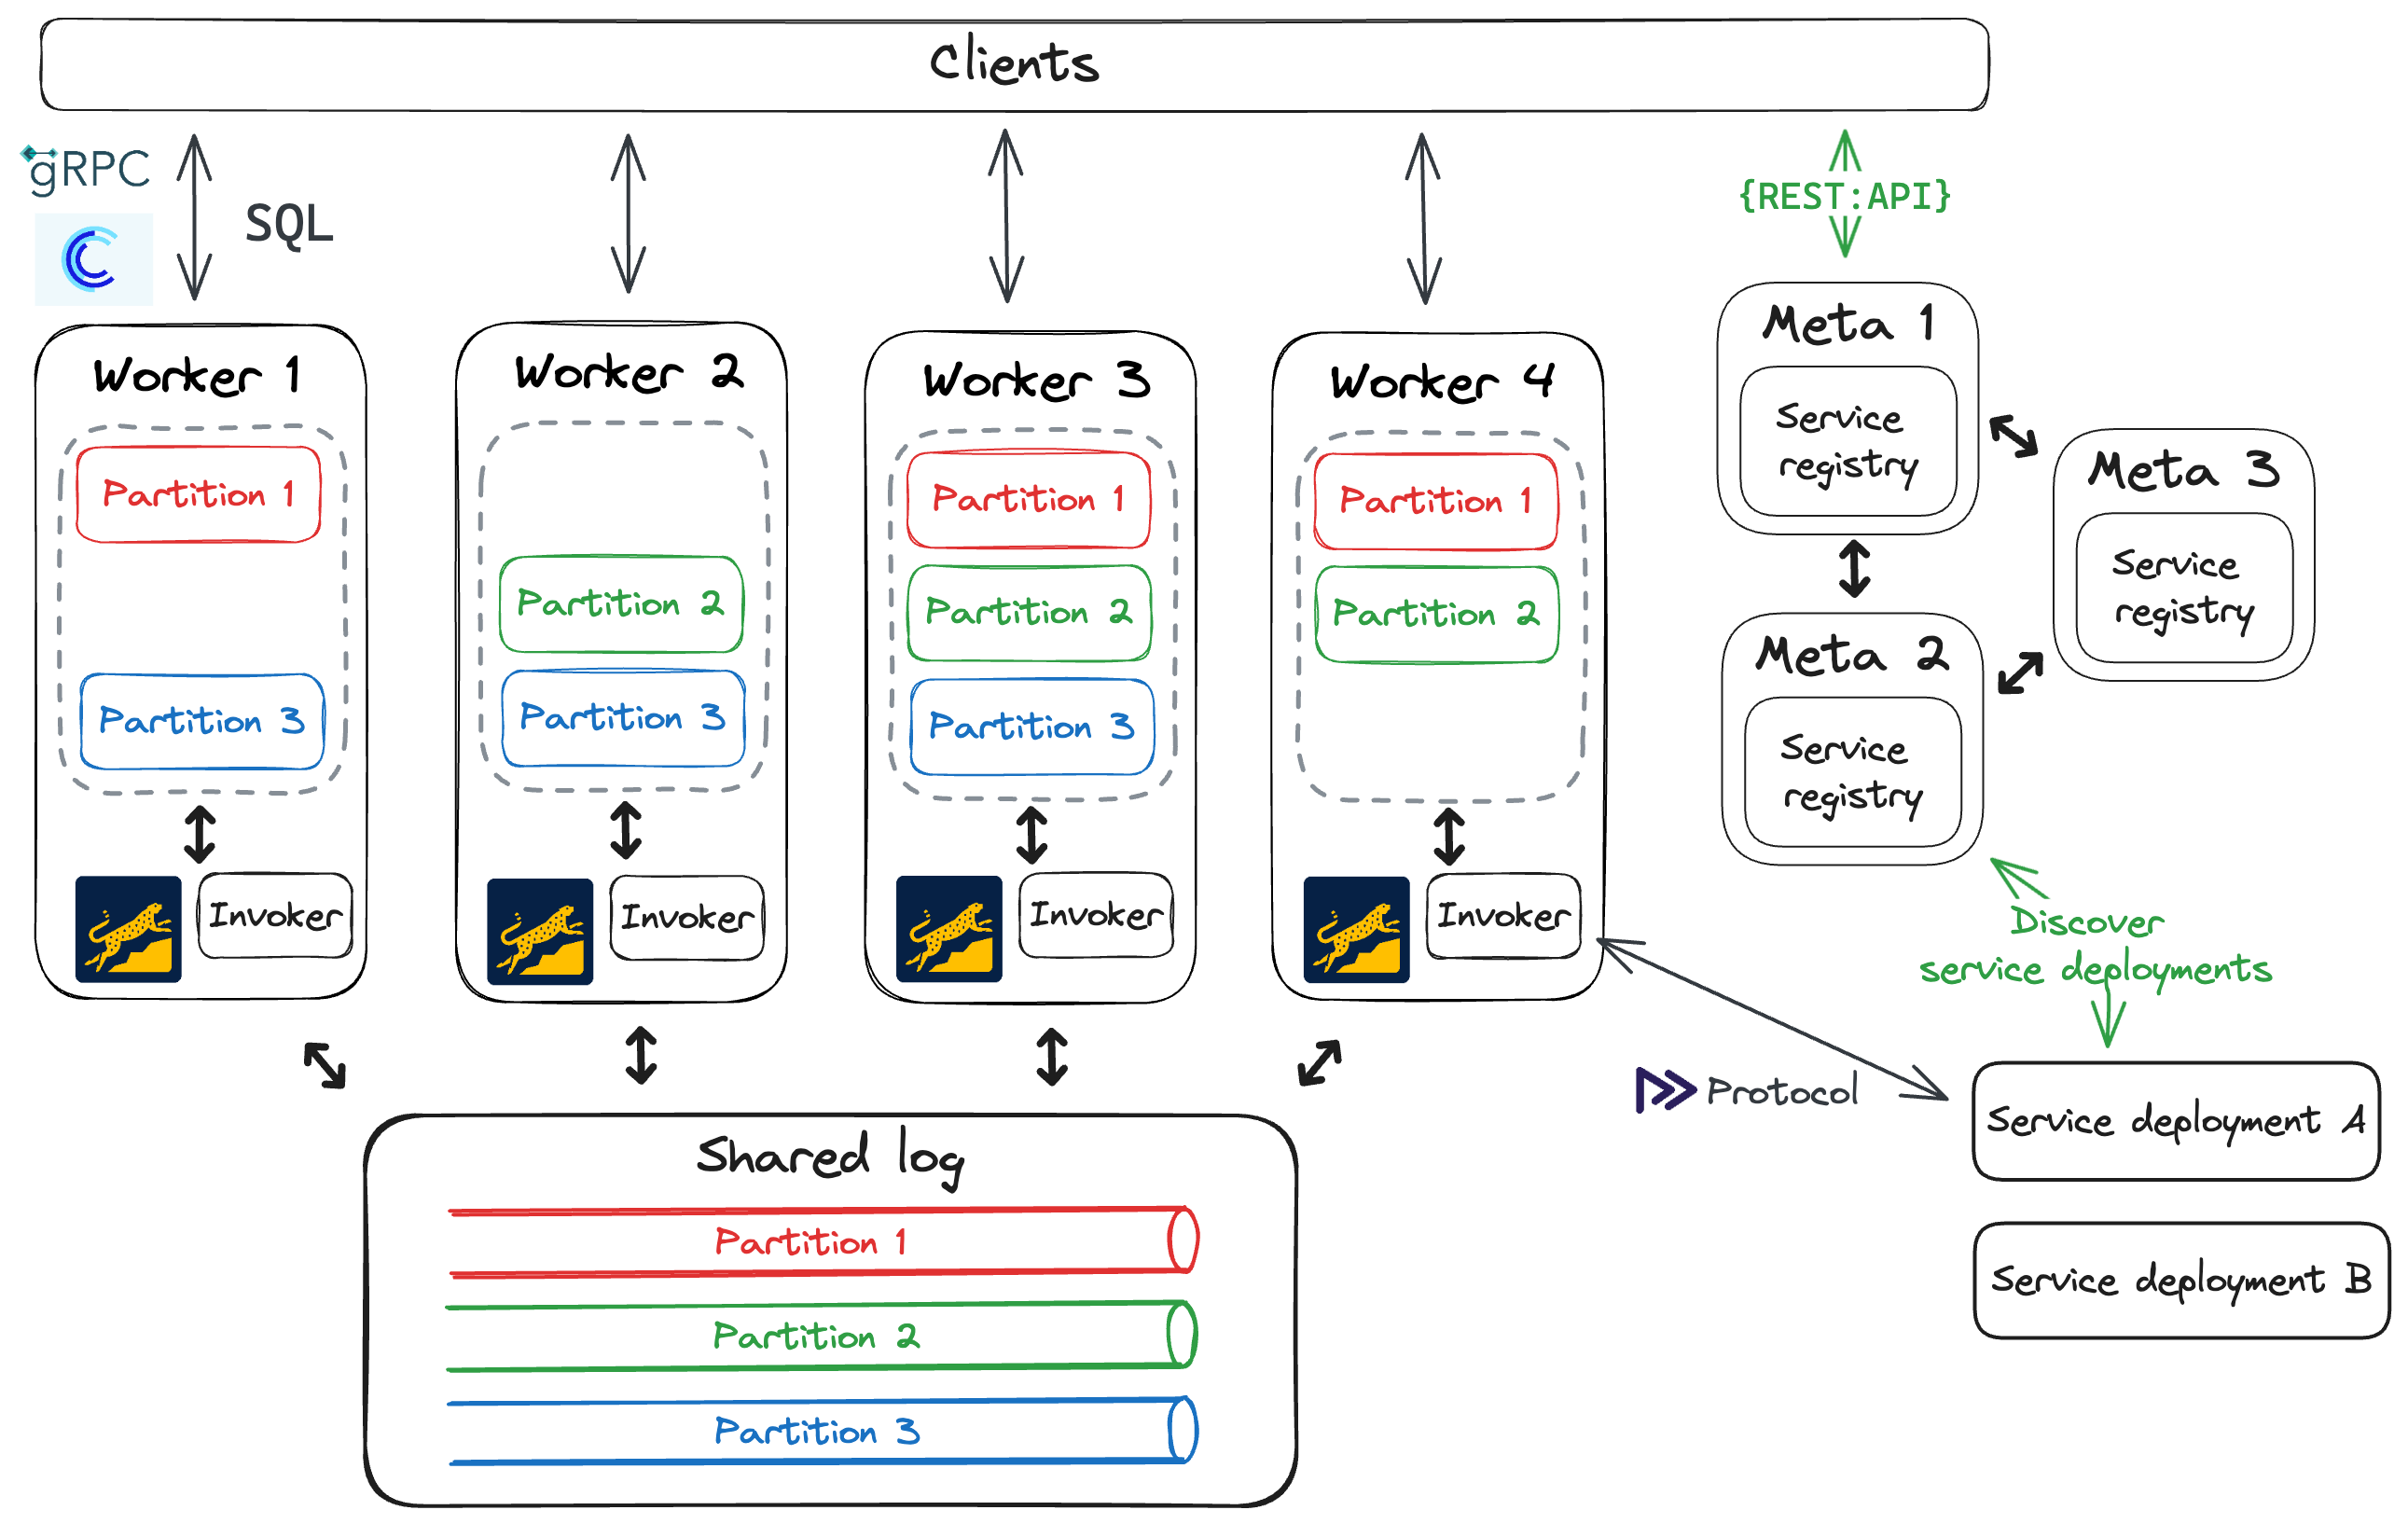 Clients
gRPC
SQL
{REST:API}
Worker 1
Partition 1
Partition 3
Invoker
Worker 2
Partition 2
Partition 3
Invoker
Worker 3
Partition 1
Partition 2
Partition 3
Invoker
Worker 4
Partition 1
Partition 2
Invoker
Meta 1
Service
registry
Meta 3
Service
registry
Meta 2
Service
registry
Discover
service deployments
Protocol
Service deployment A
Service deployment B
Shared log
Partition 1
Partition 2
Partition 3